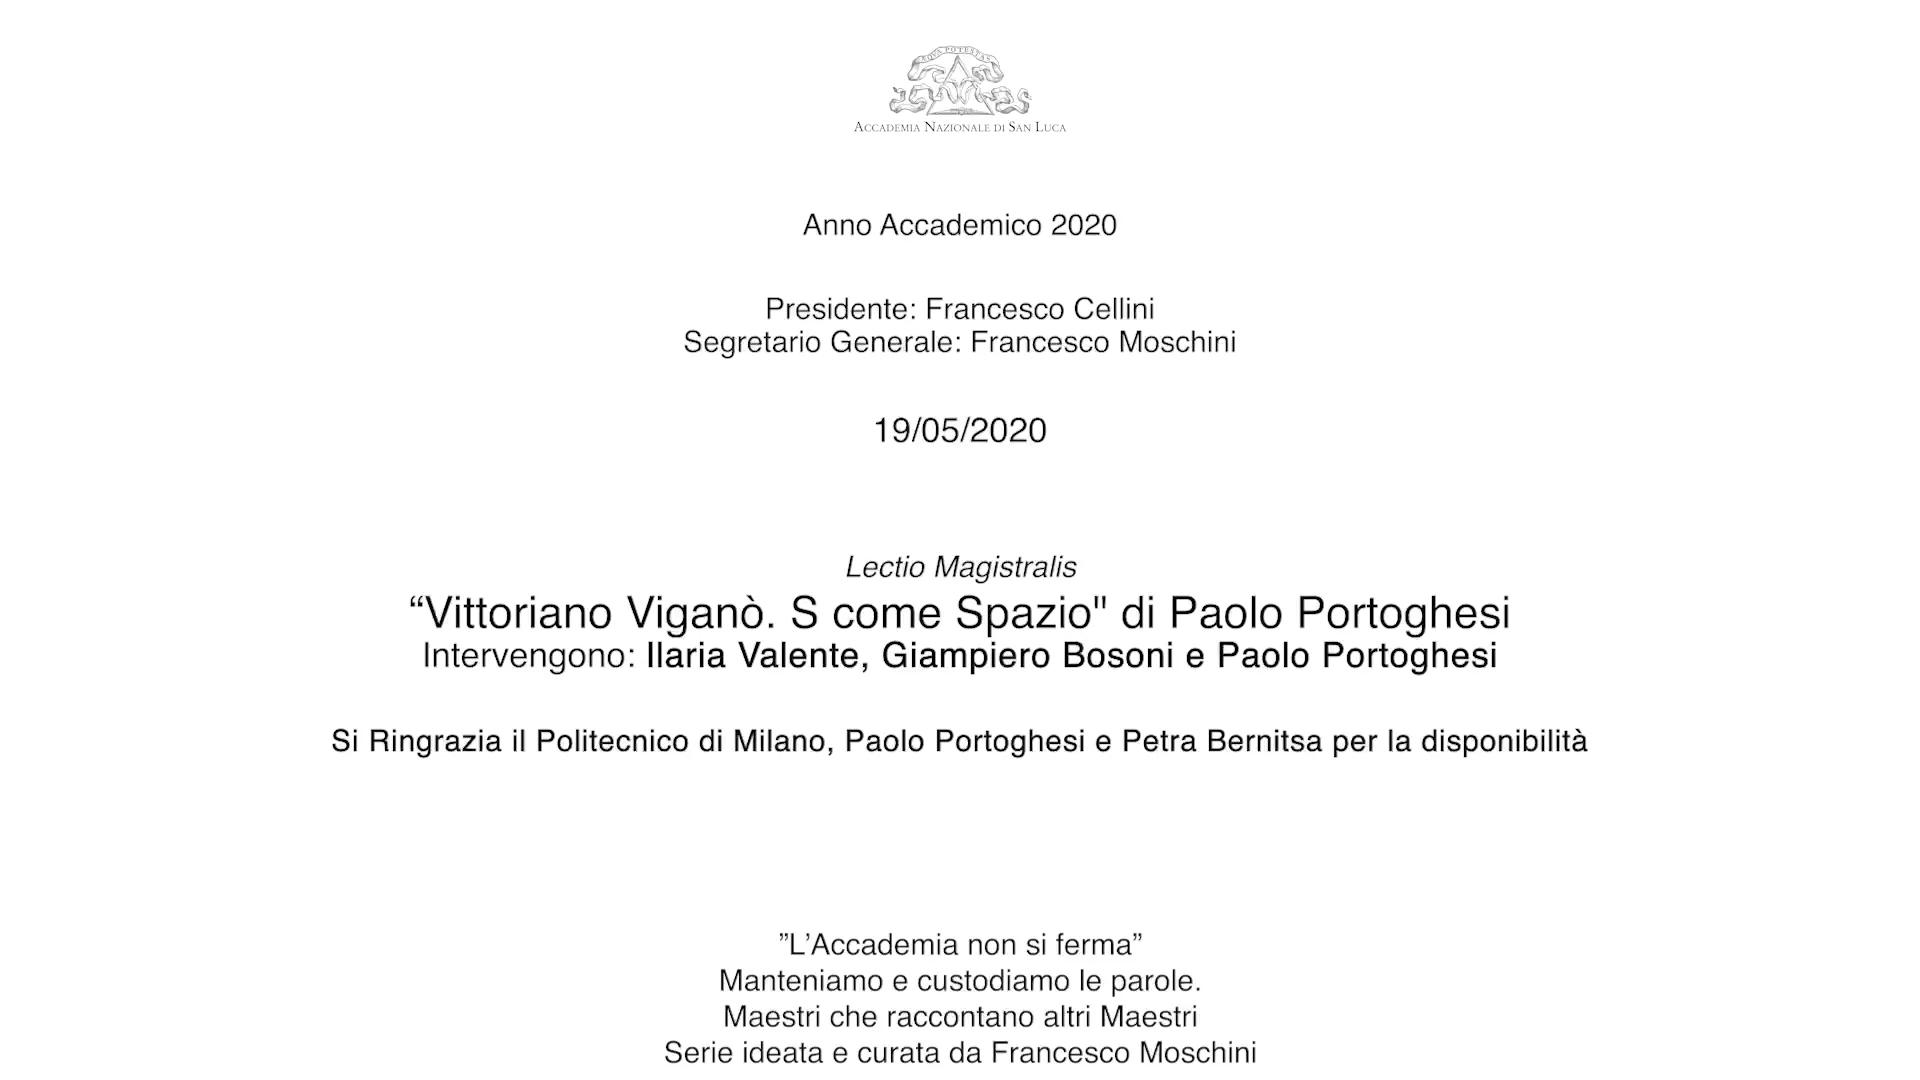 ÆQUA POTESTAS
ACCADEMIA NAZIONALE DI SAN LUCA
Anno Accademico 2020
Presidente: Francesco Cellini
Segretario Generale: Francesco Moschini
19/05/2020
Lectio Magistralis
“Vittoriano Viganò. S come Spazio" di Paolo Portoghesi
Intervengono: Ilaria Valente, Giampiero Bosoni e Paolo Portoghesi
Si Ringrazia il Politecnico di Milano, Paolo Portoghesi e Petra Bernitsa per la disponibilità
”L’Accademia non si ferma”
Manteniamo e custodiamo le parole.
Maestri che raccontano altri Maestri
Serie ideata e curata da Francesco Moschini